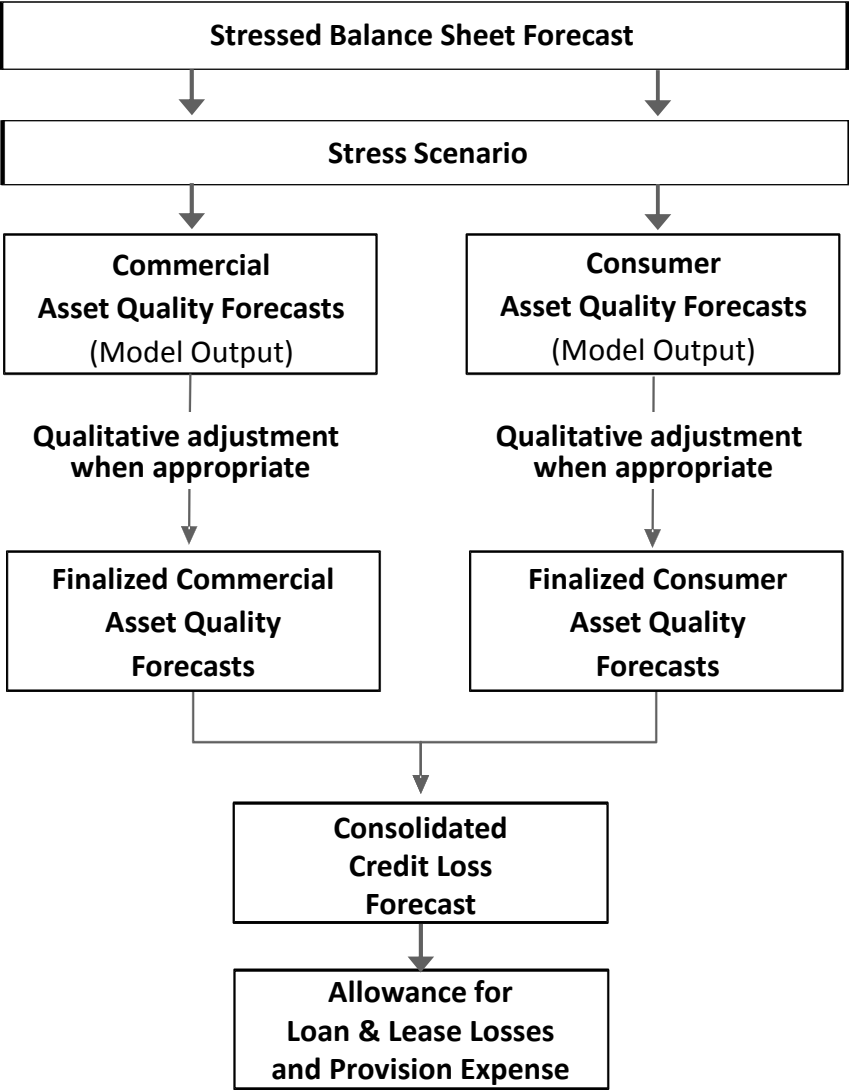 Stressed Balance Sheet Forecast
Stress Scenario
Commercial
Asset Quality Forecasts
(Model Output)
Consumer
Asset Quality Forecasts
(Model Output)
Qualitative adjustment
when appropriate
Qualitative adjustment
when appropriate
Finalized Commercial
Asset Quality
Forecasts
Finalized Consumer
Asset Quality
Forecasts
Consolidated
Credit Loss
Forecast
Allowance for
Loan & Lease Losses
and Provision Expense